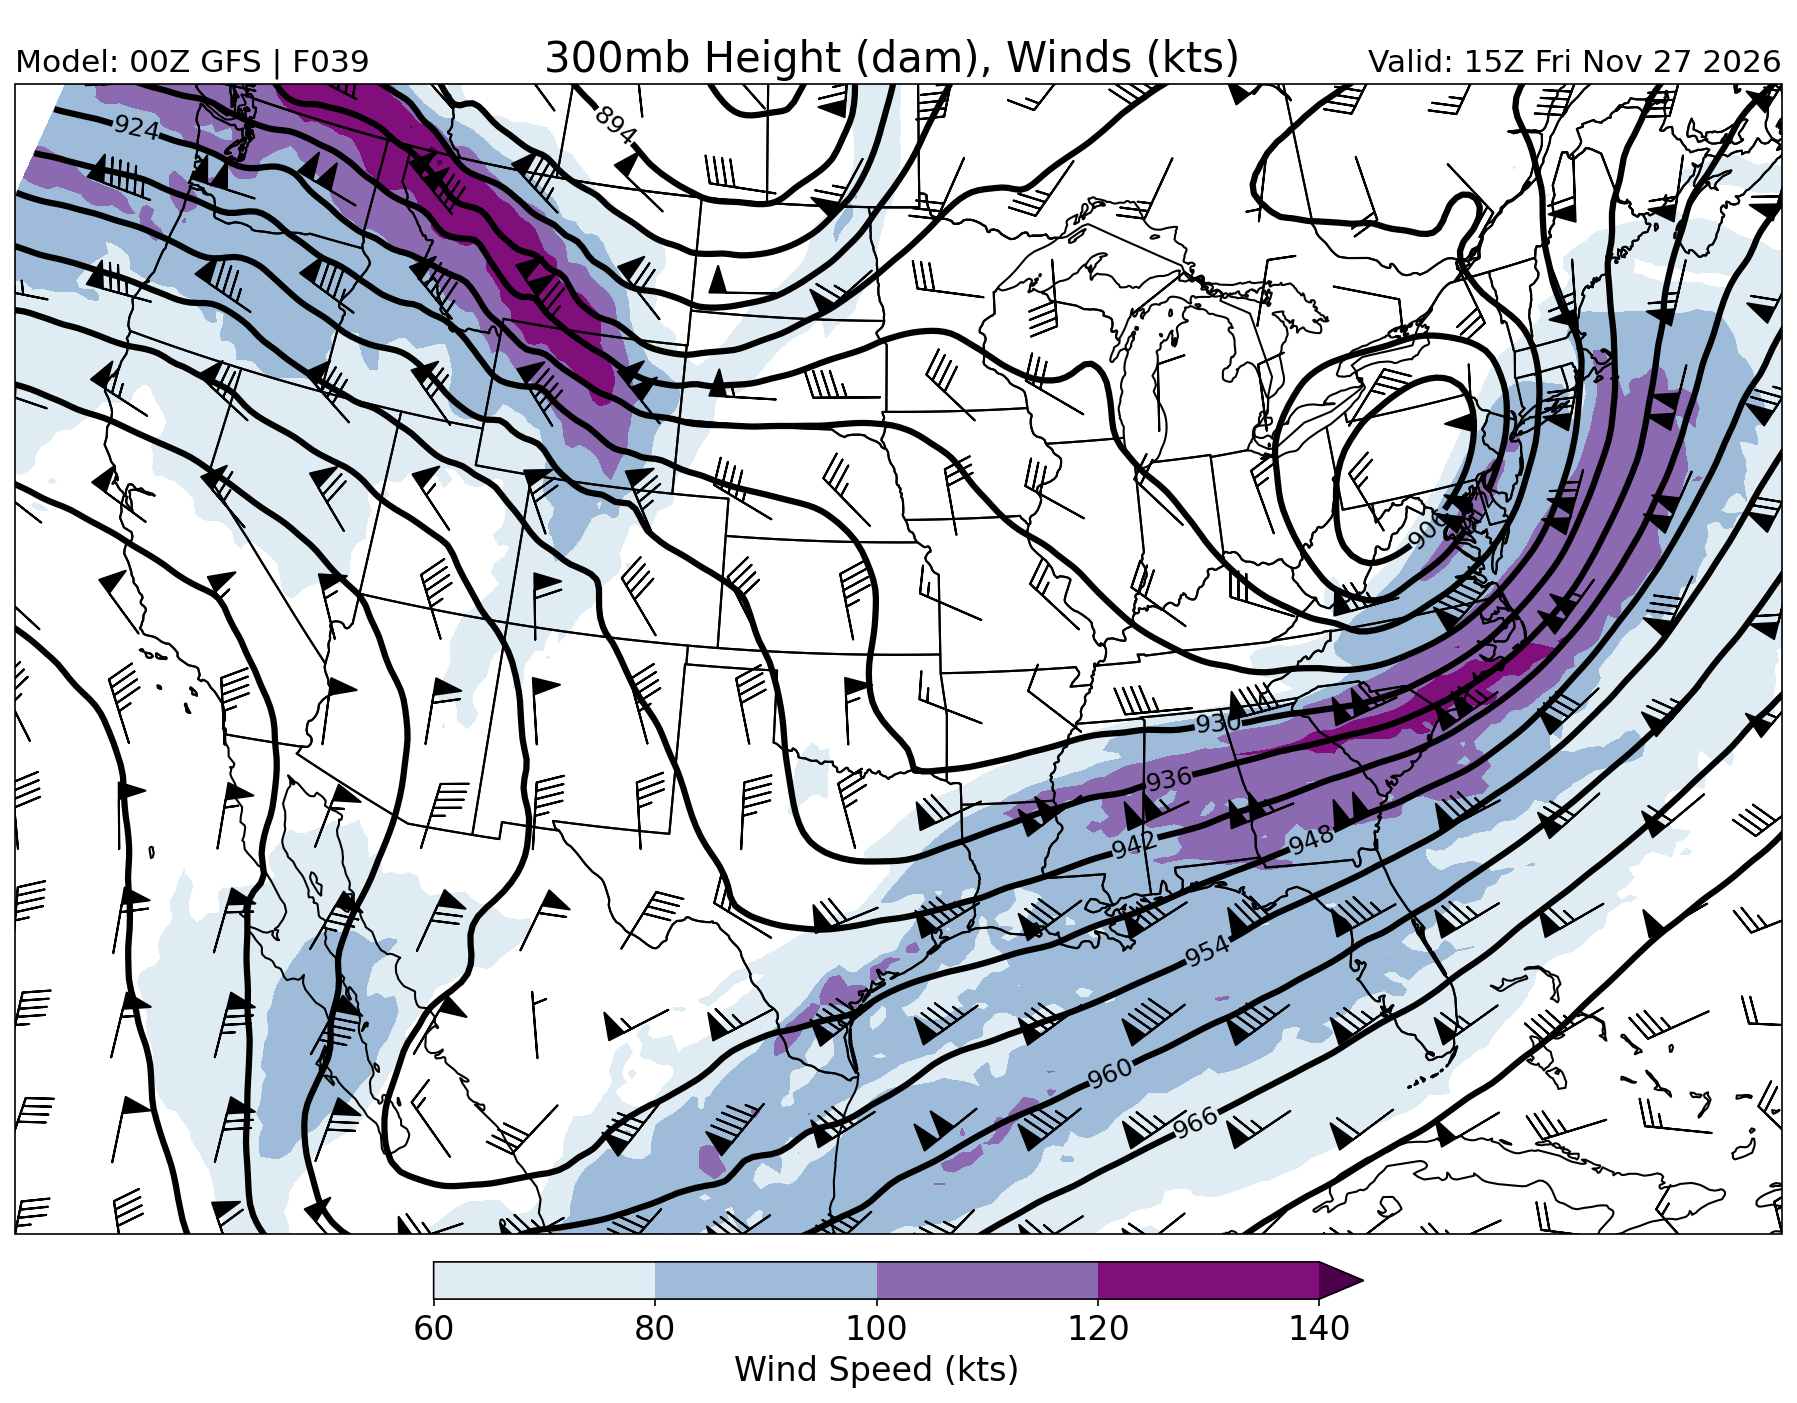 Model: 00Z GFS | F039
300mb Height (dam), Winds (kts)
Valid: 15Z Fri Nov 27 2026
924
894
906
930
936
942
948
954
960
966
60 80 100 120 140
Wind Speed (kts)